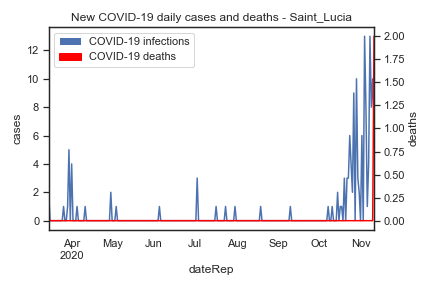 New COVID-19 daily cases and deaths - Saint_Lucia
COVID-19 infections
COVID-19 deaths
12
10
8
6
4
2
0
cases
2.00
1.75
1.50
1.25
1.00
0.75
0.50
0.25
0.00
deaths
Apr May Jun Jul Aug Sep Oct Nov
2020
dateRep